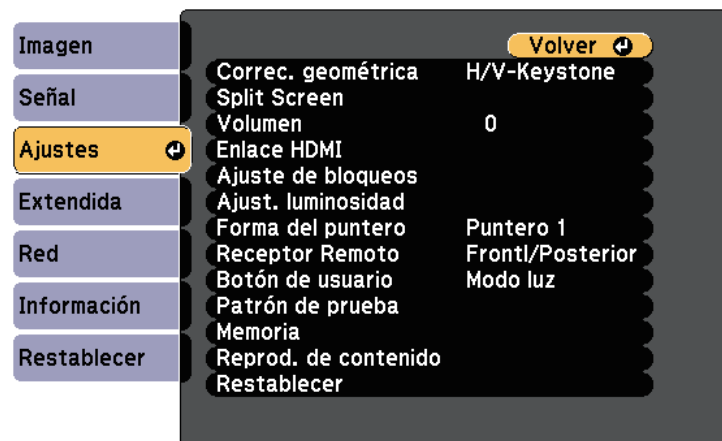 Imagen
Señal
Ajustes
Extendida
Red
Información
Restablecer
Volver
Correc. geométrica H/V-Keystone
Split Screen
Volumen 0
Enlace HDMI
Ajuste de bloqueos
Ajust. luminosidad
Forma del puntero Puntero 1
Receptor Remoto Frontl/Posterior
Botón de usuario Modo luz
Patrón de prueba
Memoria
Reprod. de contenido
Restablecer